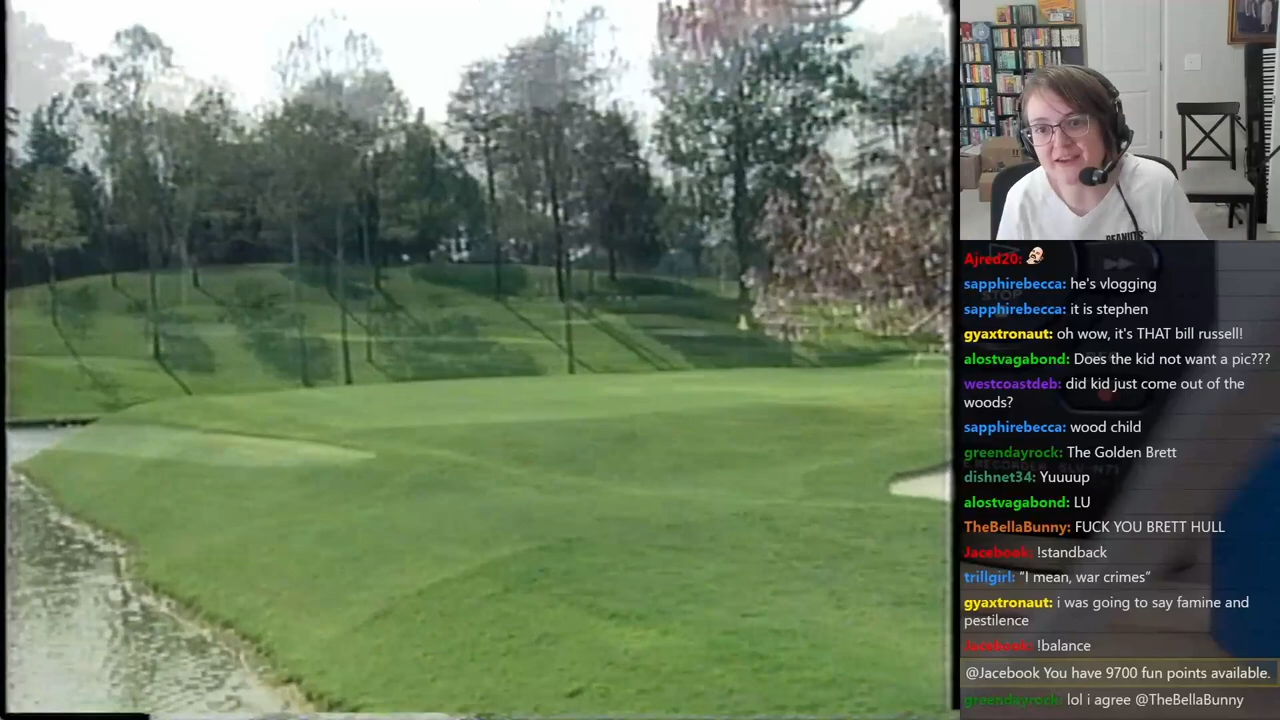 PEANUTS
Ajred20:
sapphirebecca: he's vlogging
sapphirebecca: it is stephen
gyaxtronaut: oh wow, it's THAT bill russell!
alostvagabond: Does the kid not want a pic???
westcoastdeb: did kid just come out of the
woods?
sapphirebecca: wood child
greendayrock: The Golden Brett
dishnet34: Yuuuup
alostvagabond: LU
TheBellaBunny: FUCK YOU BRETT HULL
Jacebook: !standback
trillgirl: “I mean, war crimes”
gyaxtronaut: i was going to say famine and
pestilence
Jacebook: !balance
@Jacebook You have 9700 fun points available.
greendayrock: lol i agree @TheBellaBunny